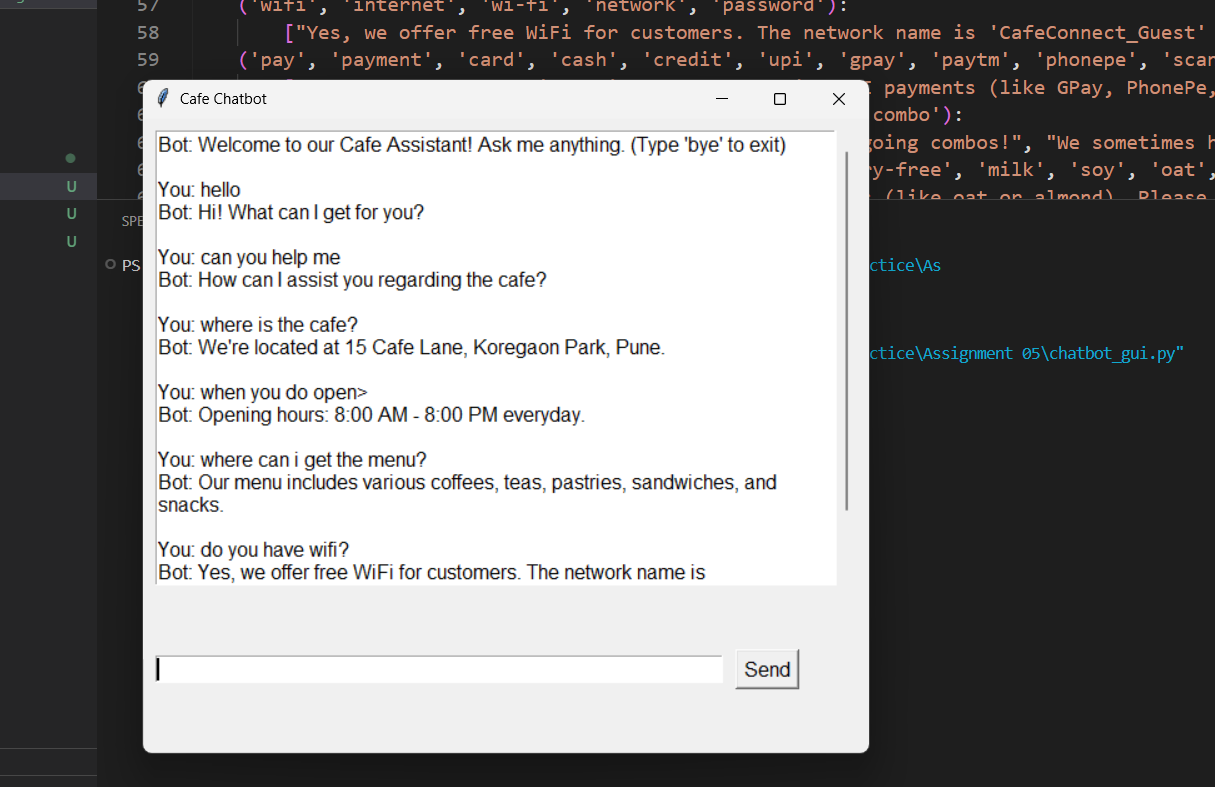 57 ('wifi', 'internet', 'wi-fi', 'network', 'password'):
58 ["Yes, we offer free WiFi for customers. The network name is 'CafeConnect_Guest'
59 ('pay', 'payment', 'card', 'cash', 'credit', 'upi', 'gpay', 'paytm', 'phonepe',
payments (like GPay, PhonePe,
combo'):
going combos!", "We sometimes
'milk', 'soy', 'oat',
(like oat or almond). Please
U
U
U
PS
ctice\As
ctice\Assignment 05\chatbot_gui.py"
Cafe Chatbot
Bot: Welcome to our Cafe Assistant! Ask me anything. (Type 'bye' to exit)
You: hello
Bot: Hi! What can I get for you?
You: can you help me
Bot: How can I assist you regarding the cafe?
You: where is the cafe?
Bot: We're located at 15 Cafe Lane, Koregaon Park, Pune.
You: when you do open>
Bot: Opening hours: 8:00 AM - 8:00 PM everyday.
You: where can i get the menu?
Bot: Our menu includes various coffees, teas, pastries, sandwiches, and
snacks.
You: do you have wifi?
Bot: Yes, we offer free WiFi for customers. The network name is
Send